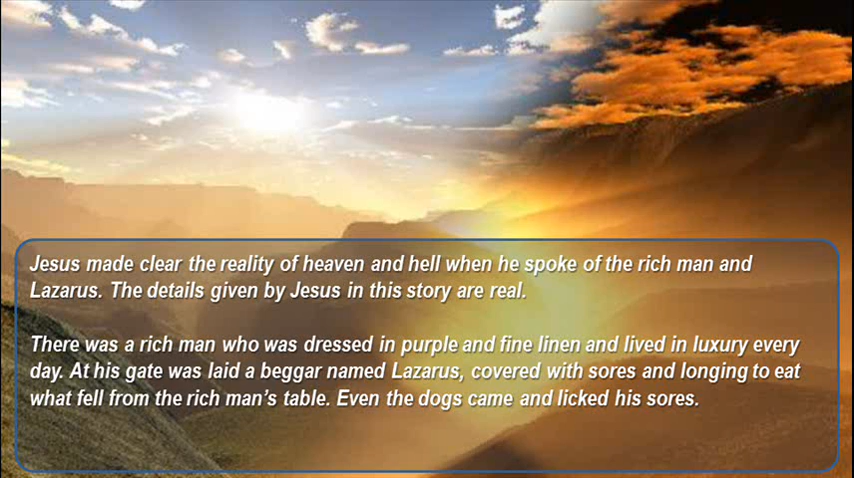 Jesus made clear the reality of heaven and hell when he spoke of the rich man and
Lazarus. The details given by Jesus in this story are real.
There was a rich man who was dressed in purple and fine linen and lived in luxury every
day. At his gate was laid a beggar named Lazarus, covered with sores and longing to eat
what fell from the rich man’s table. Even the dogs came and licked his sores.